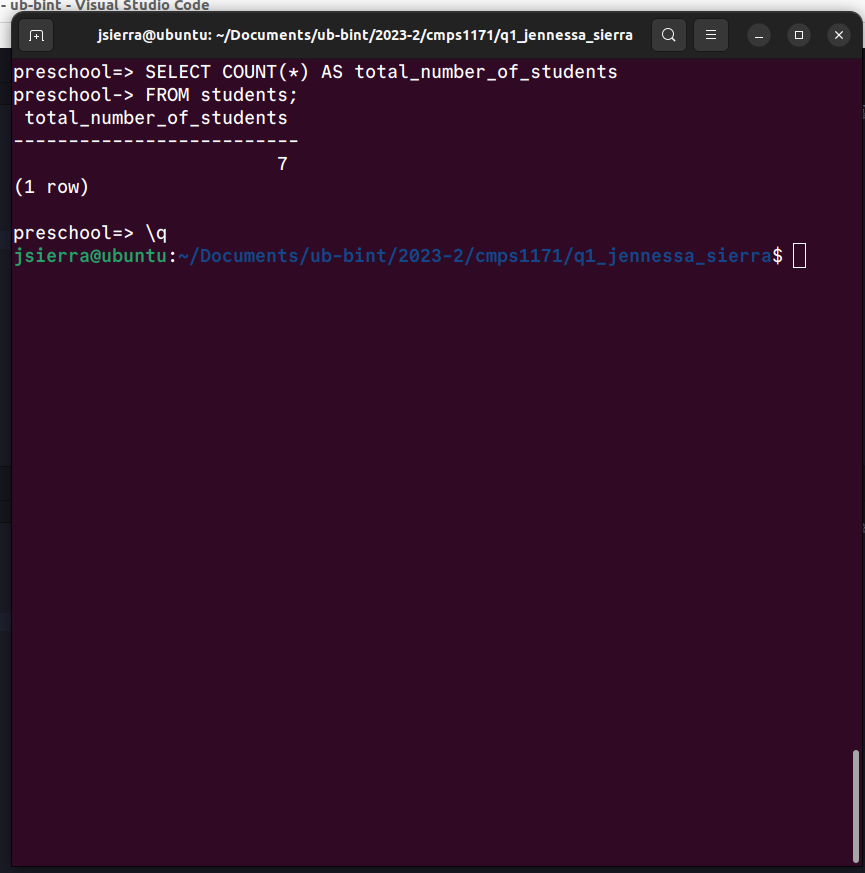 - ub-bint - Visual Studio Code
jsierra@ubuntu: ~/Documents/ub-bint/2023-2/cmps1171/q1_jennessa_sierra
preschool=> SELECT COUNT(*) AS total_number_of_students
preschool-> FROM students;
total_number_of_students
--------------------------
7
(1 row)
preschool=> \q
jsierra@ubuntu:~/Documents/ub-bint/2023-2/cmps1171/q1_jennessa_sierra$